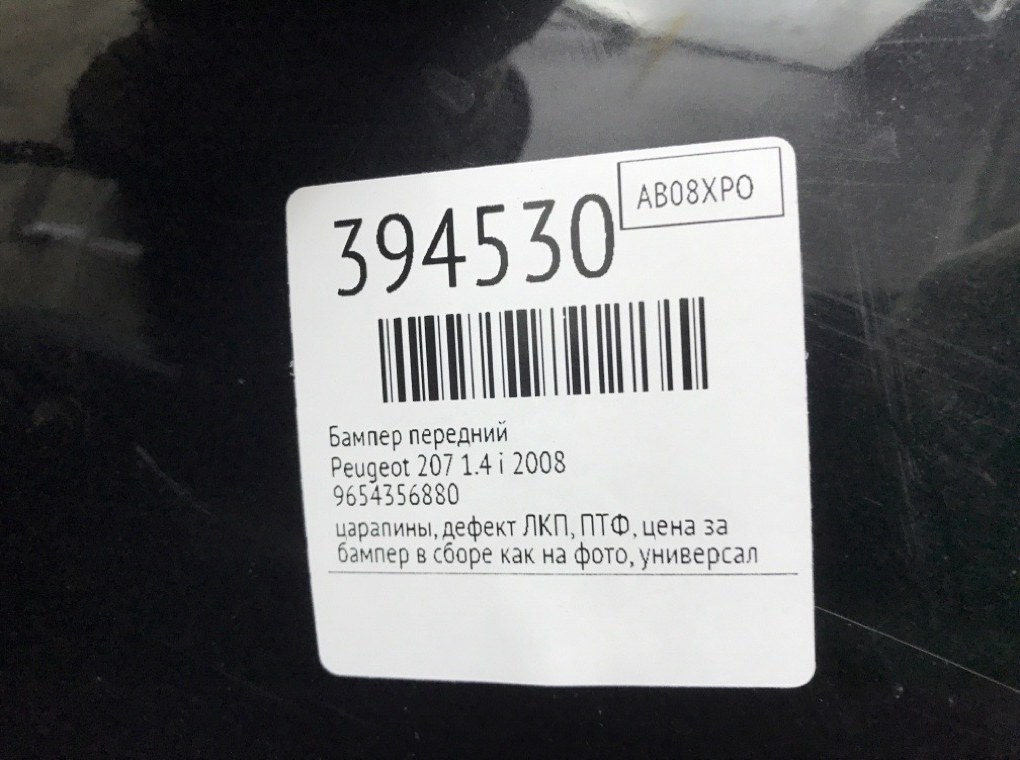 AB08XPO
394530
Бампер передний
Peugeot 207 1.4 i 2008
9654356880
царапины, дефект ЛКП, ПТФ, цена за
бампер в сборе как на фото, универсал